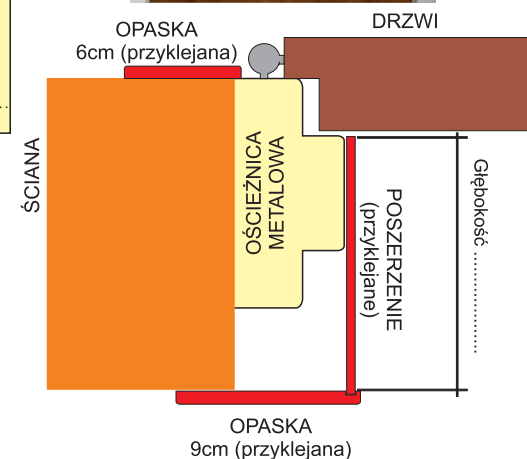 OPASKA
6cm (przyklejana)
DRZWI
ŚCIANA
OŚCIEŻNICA
METALOWA
POSZERZENIE
(przyklejane)
Głębokość ......................
OPASKA
9cm (przyklejana)